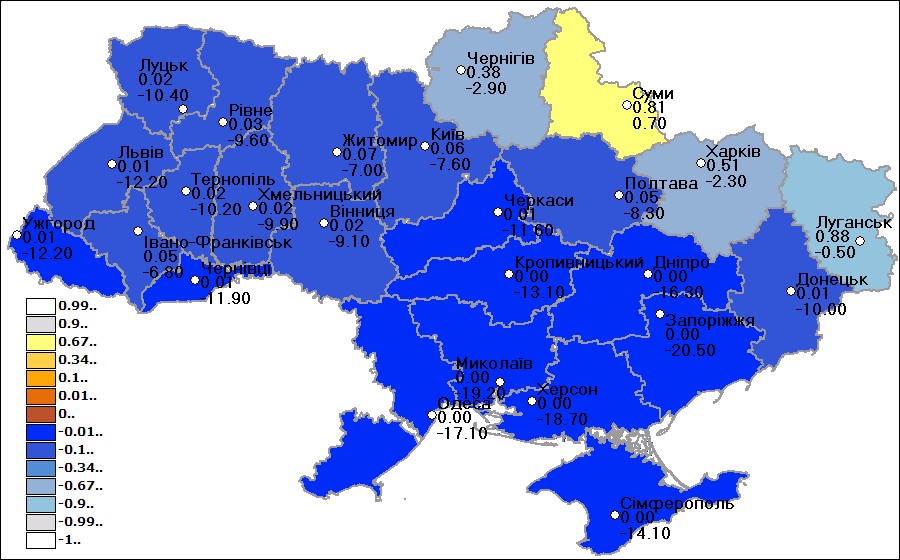 Чернігів
0.38
-2.90
Луцьк
0.02
-10.40
Суми
0.81
0.70
Рівне
0.03
-9.60
Житомир
0.07
-7.00
Київ
0.06
-7.60
Львів
0.01
-12.20
Харків
0.51
-2.30
Тернопіль
0.02
-10.20
Хмельницький
0.02
-9.90
Вінниця
0.02
-9.10
Полтава
0.05
-8.30
Черкаси
0.01
-11.60
Ужгород
0.01
-12.20
Луганськ
0.88
-0.50
Івано-Франківськ
0.05
-6.80
Чернівці
0.01
-11.90
Кропивницький
0.00
-13.10
Дніпро
0.00
-16.30
Донецьк
0.01
-10.00
Запоріжжя
0.00
-20.50
Миколаїв
0.00
-19.20
Херсон
0.00
-18.70
Одеса
0.00
-17.10
Сімферополь
0.00
-14.10
0.99..
0.9..
0.67..
0.34..
0.1..
0.01..
0..
-0.01..
-0.1..
-0.34..
-0.67..
-0.9..
-0.99..
-1..